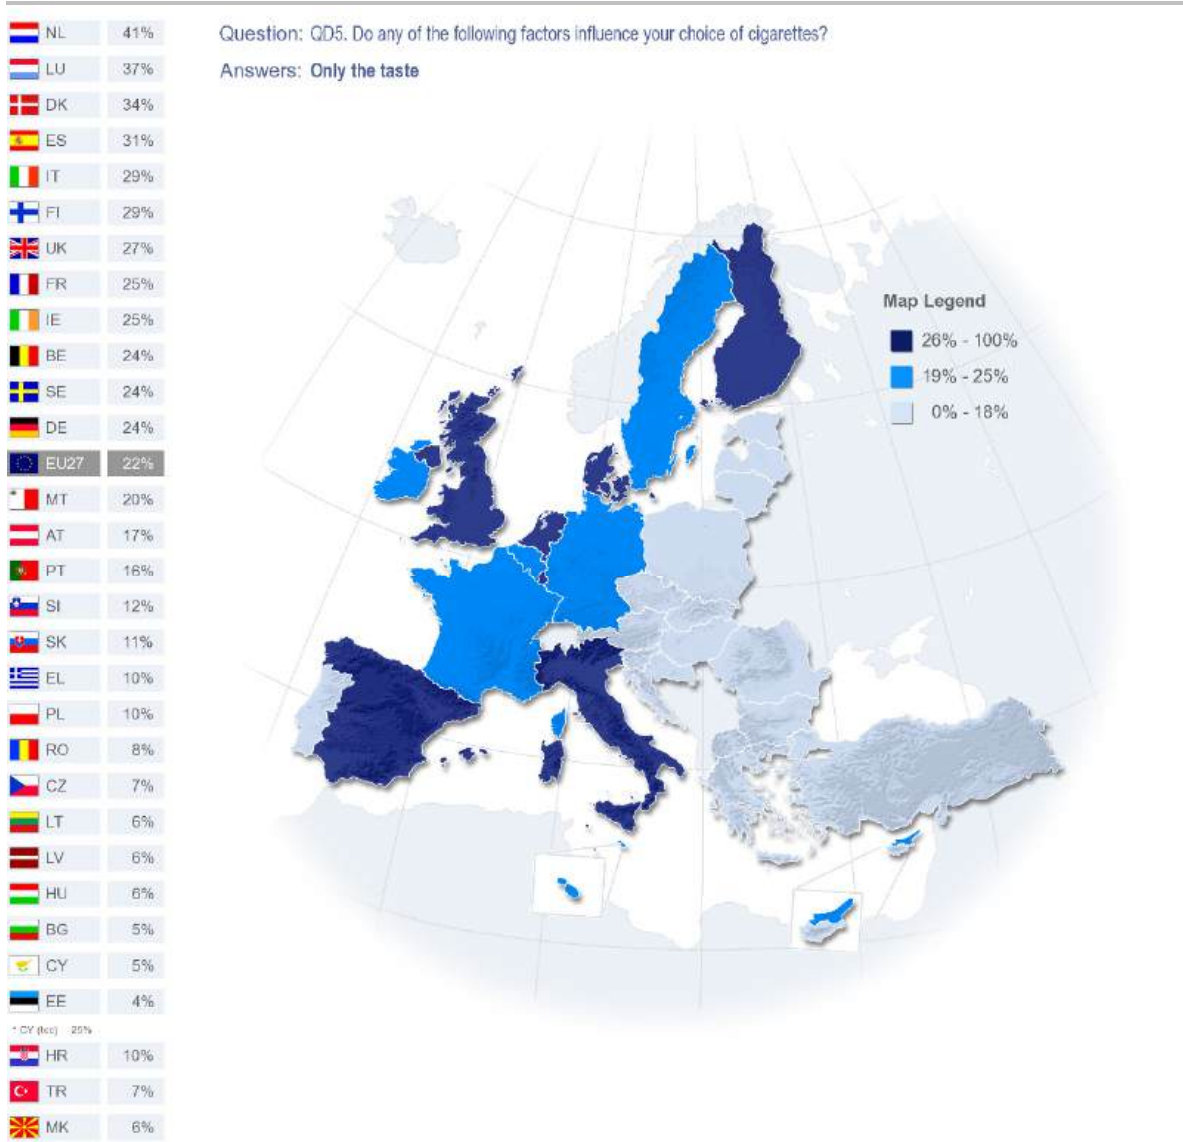 Question: QD5. Do any of the following factors influence your choice of cigarettes?
Answers: Only the taste
NL 41%
LU 37%
DK 34%
ES 31%
IT 29%
FI 29%
UK 27%
FR 25%
IE 25%
BE 24%
SE 24%
DE 24%
EU27 22%
MT 20%
AT 17%
PT 16%
SI 12%
SK 11%
EL 10%
PL 10%
RO 8%
CZ 7%
LT 6%
LV 6%
HU 6%
BG 5%
CY 5%
EE 4%
* CY (tcc) 25%
HR 10%
TR 7%
MK 6%
Map Legend
26% - 100%
19% - 25%
0% - 18%